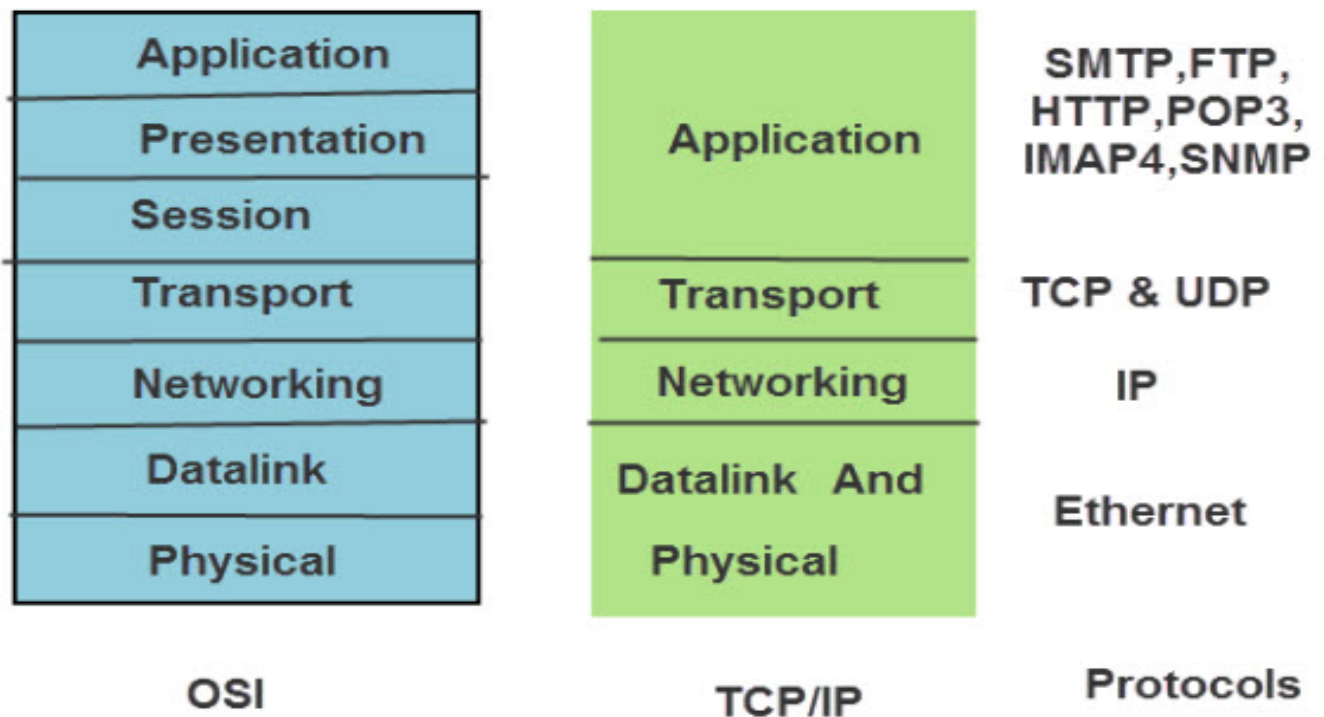 Application
Presentation
Session
Transport
Networking
Datalink
Physical
OSI
Application
Transport
Networking
Datalink And
Physical
TCP/IP
SMTP,FTP,
HTTP,POP3,
IMAP4,SNMP
TCP & UDP
IP
Ethernet
Protocols